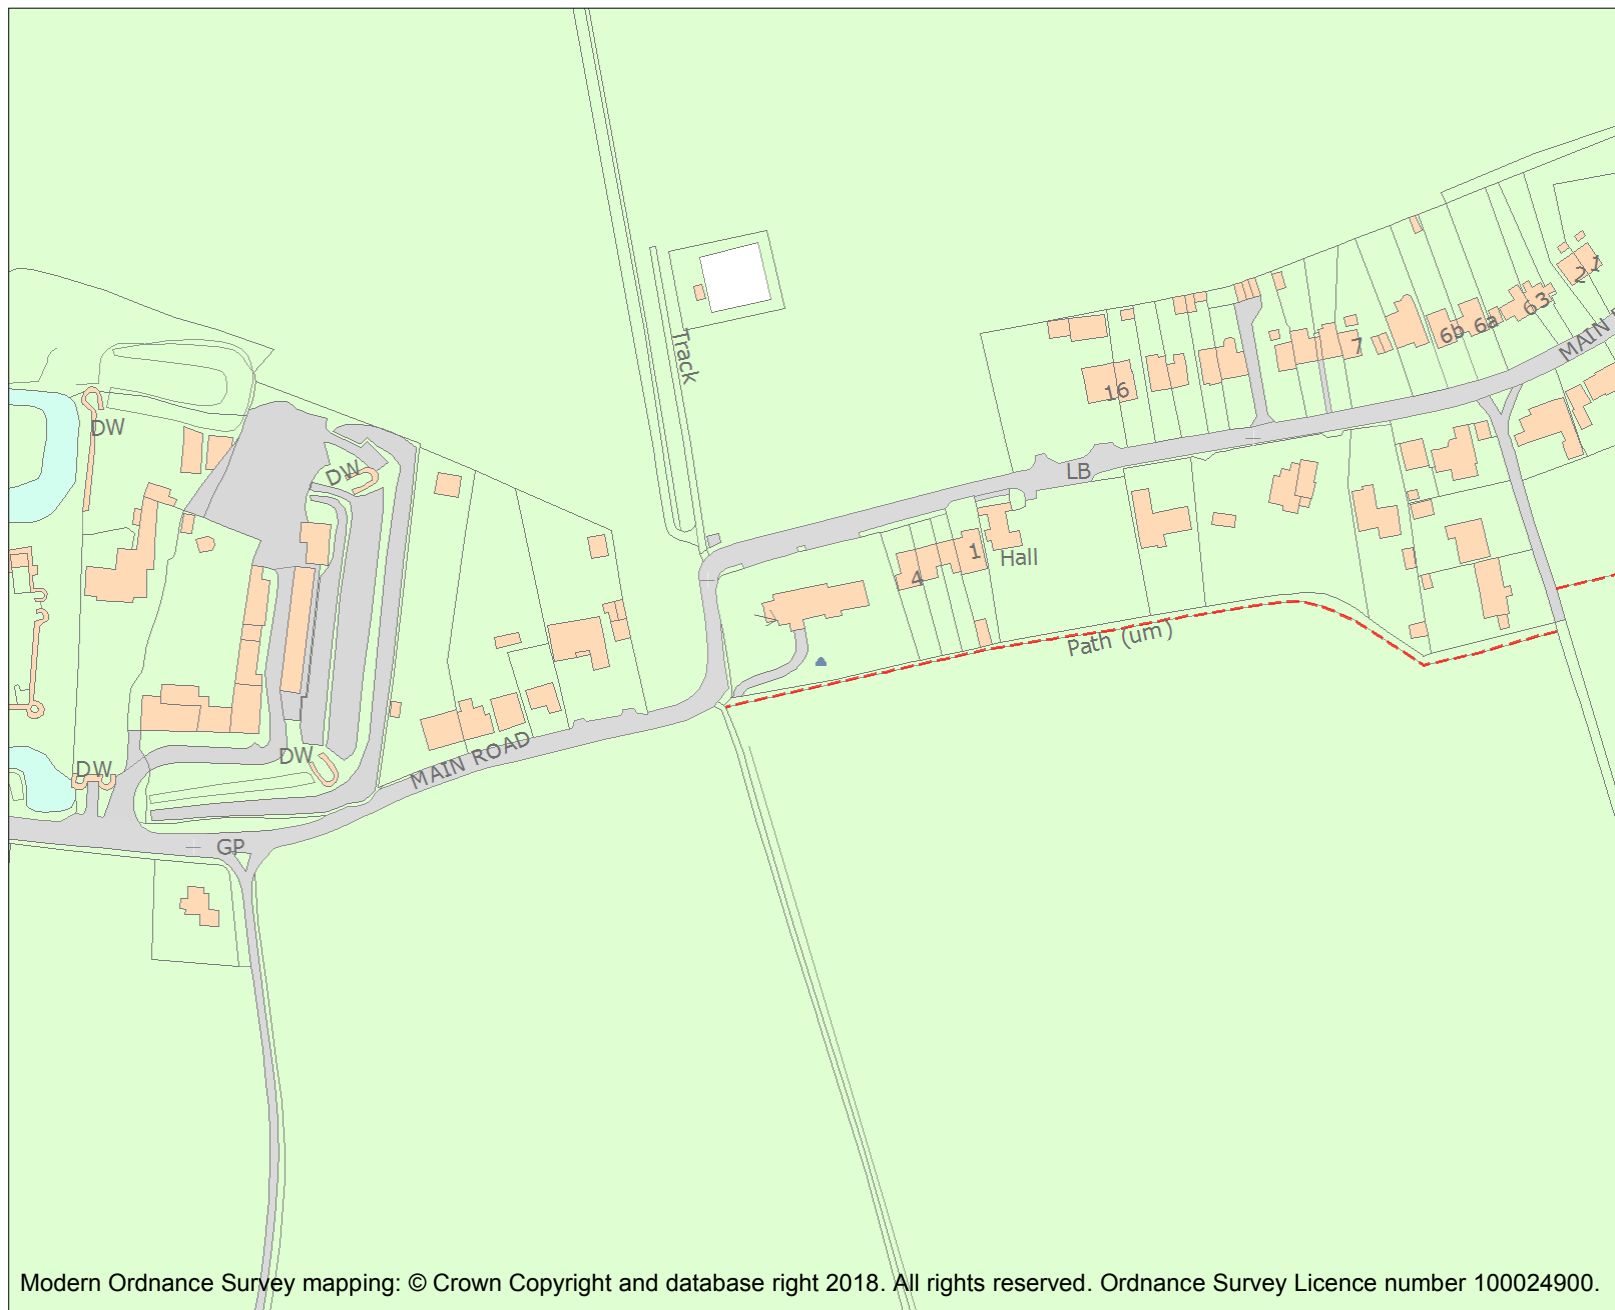 2 1
6 3
6a
6b
MAIN
7
Track
16
DW
LB
DW
1
Hall
4
Path (um)
MAIN ROAD
DW
DW
GP
Modern Ordnance Survey mapping: © Crown Copyright and database right 2018. All rights reserved. Ordnance Survey Licence number 100024900.